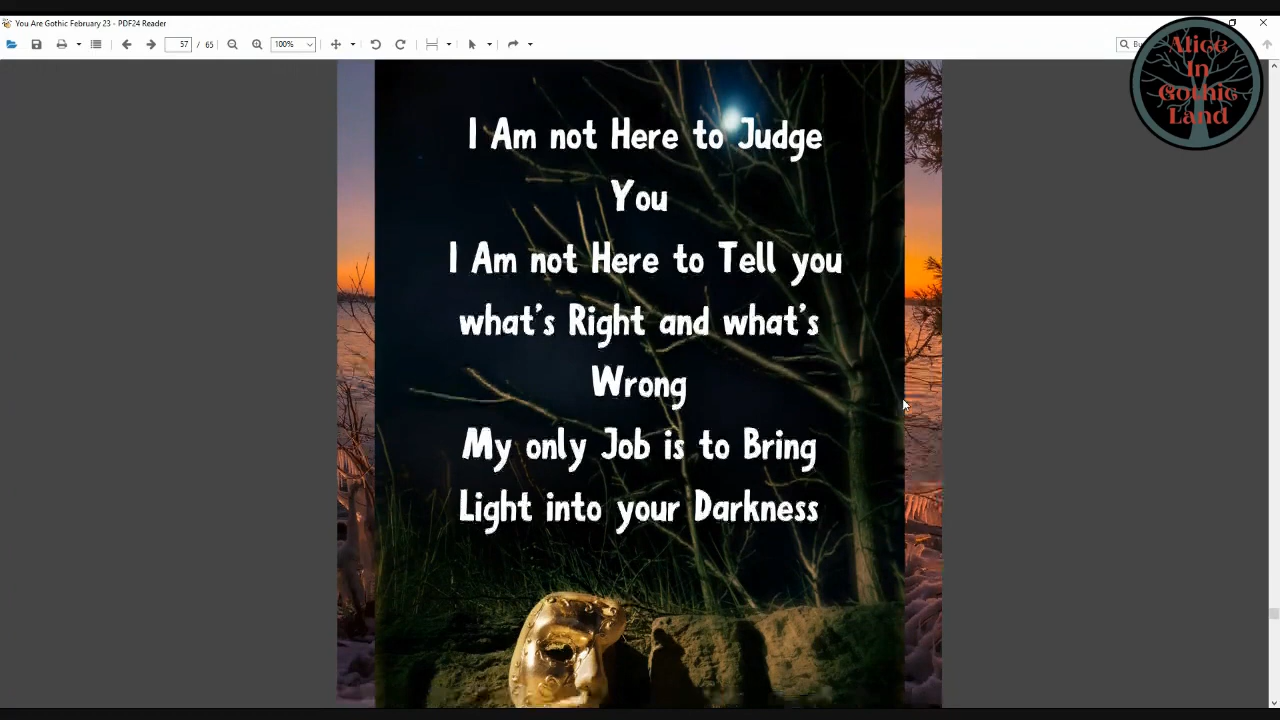 You Are Gothic February 23 - PDF24 Reader
57 / 65
100%
Alice
In
Gothic
Land
I Am not Here to Judge
You
I Am not Here to Tell you
what's Right and what's
Wrong
My only Job is to Bring
Light into your Darkness